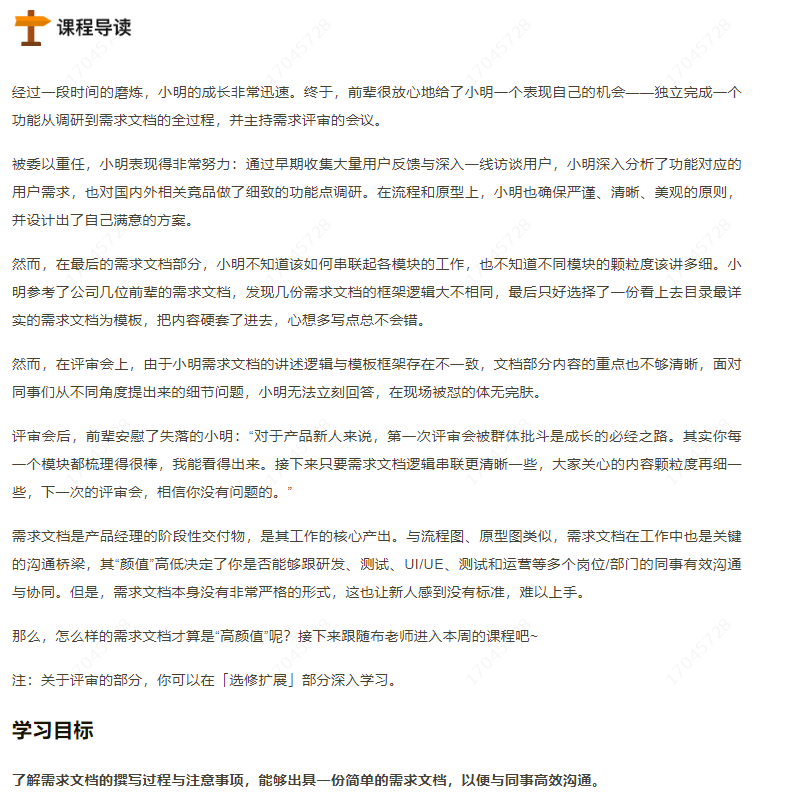 课程导读
经过一段时间的磨炼，小明的成长非常迅速。终于，前辈很放心地给了小明一个表现自己的机会——独立完成一个
功能从调研到需求文档的全过程，并主持需求评审的会议。
被委以重任，小明表现得非常努力：通过早期收集大量用户反馈与深入一线访谈用户，小明深入分析了功能对应的
用户需求，也对国内外相关竞品做了细致的功能点调研。在流程和原型上，小明也确保严谨、清晰、美观的原则，
并设计出了自己满意的方案。
然而，在最后的需求文档部分，小明不知道该如何串联起各模块的工作，也不知道不同模块的颗粒度该讲多细。小
明参考了公司几位前辈的需求文档，发现几份需求文档的框架逻辑大不相同，最后只好选择了一份看上去目录最详
实的需求文档为模板，把内容硬套了进去，心想多写点总不会错。
然而，在评审会上，由于小明需求文档的讲述逻辑与模板框架存在不一致，文档部分内容的重点也不够清晰，面对
同事们从不同角度提出来的细节问题，小明无法立刻回答，在现场被怼的体无完肤。
评审会后，前辈安慰了失落的小明：“对于产品新人来说，第一次评审会被群体批斗是成长的必经之路。其实你每
一个模块都梳理得很棒，我能看得出来。接下来只要需求文档逻辑串联更清晰一些，大家关心的内容颗粒度再细一
些，下一次的评审会，相信你没有问题的。”
需求文档是产品经理的阶段性交付物，是其工作的核心产出。与流程图、原型图类似，需求文档在工作中也是关键
的沟通桥梁，其“颜值”高低决定了你是否能够跟研发、测试、UI/UE、测试和运营等多个岗位/部门的同事有效沟通
与协同。但是，需求文档本身没有非常严格的形式，这也让新人感到没有标准，难以上手。
那么，怎么样的需求文档才算是“高颜值”呢？接下来跟随布老师进入本周的课程吧~
注：关于评审的部分，你可以在「选修扩展」部分深入学习。
学习目标
了解需求文档的撰写过程与注意事项，能够出具一份简单的需求文档，以便与同事高效沟通。
17045728